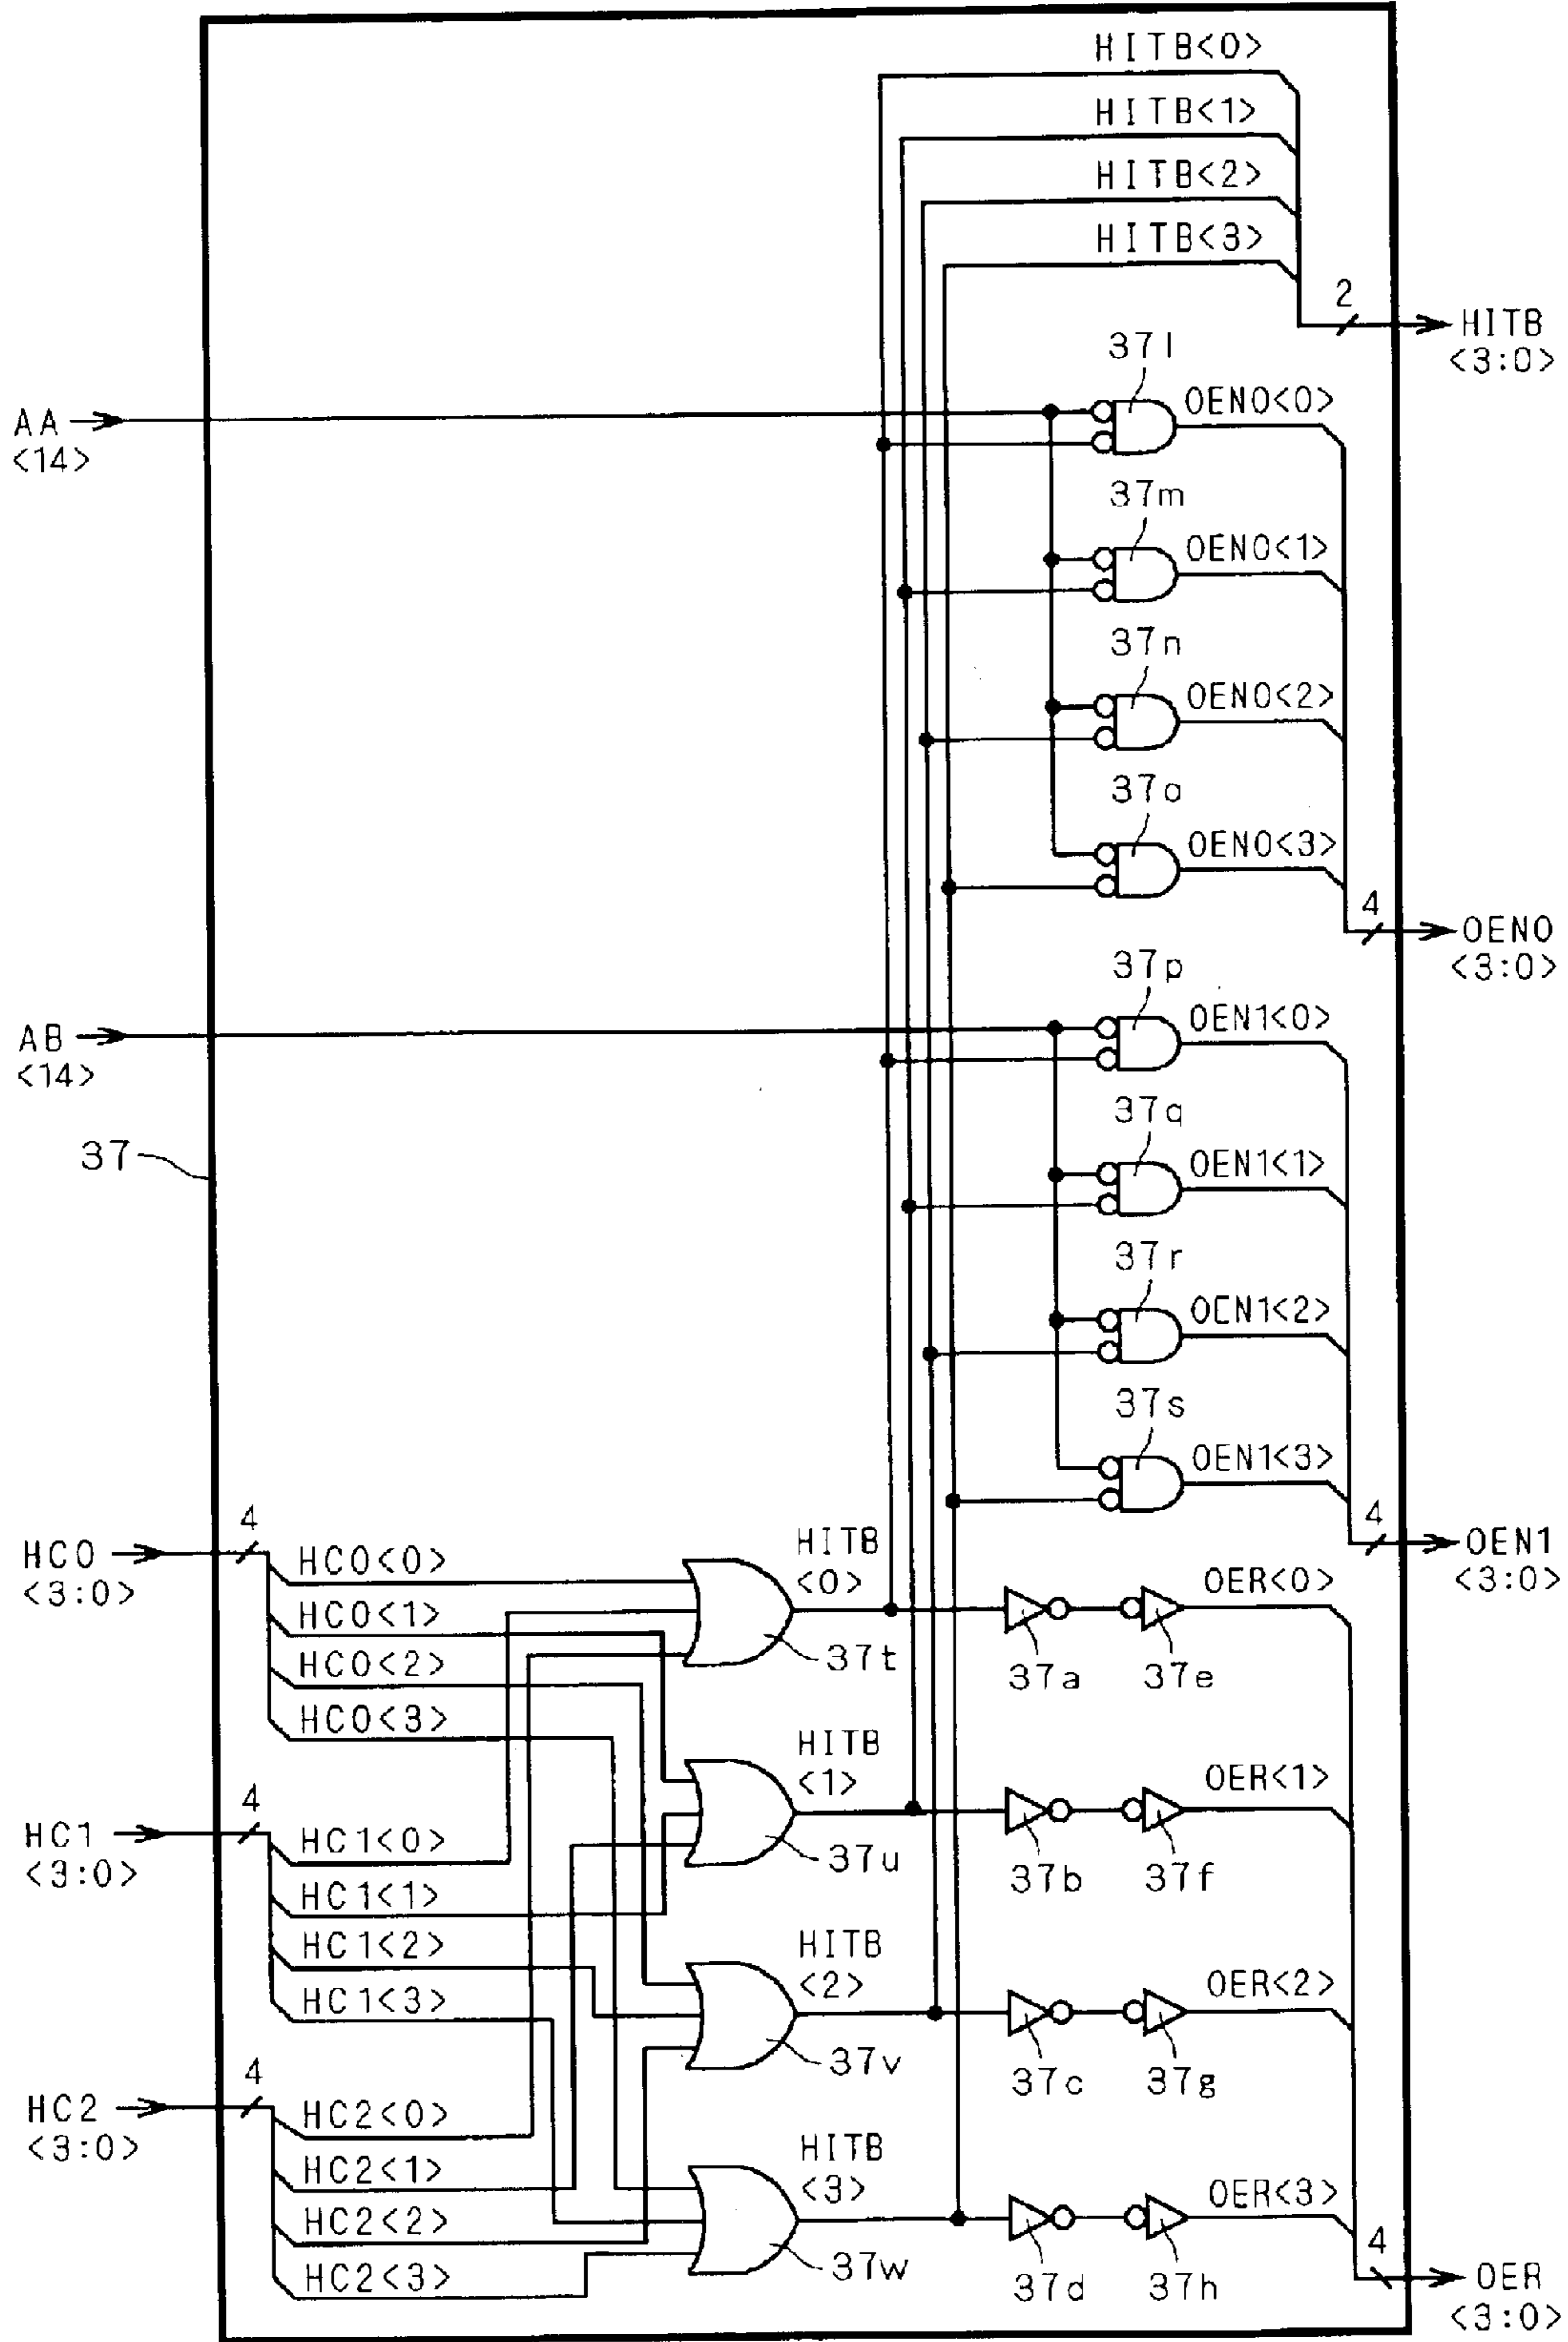 HITB<0>
HITB<1>
HITB<2>
HITB<3>
2
HITB
<3:0>
37l
OEN0<0>
AA
<14>
37m
OEN0<1>
37n
OEN0<2>
37o
OEN0<3>
4
OEN0
<3:0>
37p
OEN1<0>
AB
<14>
37q
OEN1<1>
37
37r
OEN1<2>
37s
OEN1<3>
4
OEN1
<3:0>
4
HC0
<3:0>
HC0<0>
HC0<1>
HC0<2>
HC0<3>
HITB
<0>
37t
37a
37e
OER<0>
HITB
<1>
37u
37b
37f
OER<1>
4
HC1
<3:0>
HC1<0>
HC1<1>
HC1<2>
HC1<3>
HITB
<2>
37v
37c
37g
OER<2>
4
HC2
<3:0>
HC2<0>
HC2<1>
HC2<2>
HC2<3>
HITB
<3>
37w
37d
37h
OER<3>
4
OER
<3:0>